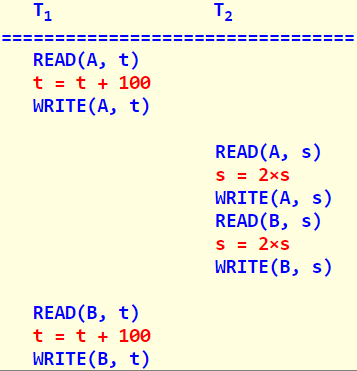 T1 T2
==================================
READ(A, t)
t = t + 100
WRITE(A, t)
READ(A, s)
s = 2×s
WRITE(A, s)
READ(B, s)
s = 2×s
WRITE(B, s)
READ(B, t)
t = t + 100
WRITE(B, t)